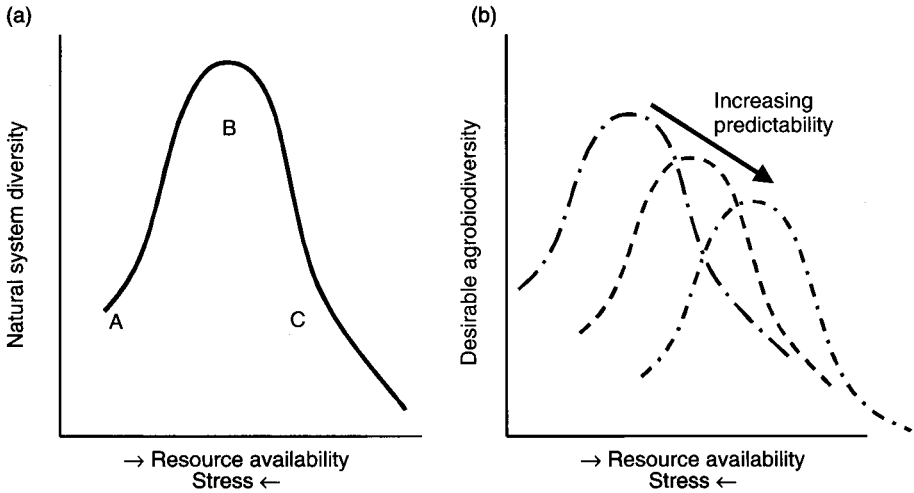 (a)
Natural system diversity
A
B
C
→ Resource availability
Stress ←
(b)
Desirable agrobiodiversity
Increasing
predictability
→ Resource availability
Stress ←